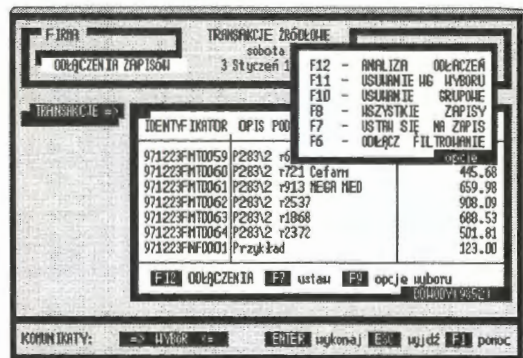 FIRMA
TRANSAKCJE ŹRÓDŁOWE
sobota
ODŁĄCZENIA ZAPISÓW
3 Styczeń 1
F12 - ANALIZA ODŁĄCZEŃ
F11 - USUWANIE WG WYBORU
F10 - USUWANIE GRUPOWE
F8 - WSZYSTKIE ZAPISY
F7 - USTAW SIĘ NA ZAPIS
F6 - ODŁĄCZ FILTROWANIE
opcje
TRANSAKCJE =>
IDENTYFIKATOR OPIS POD
971223FMT0059 P283\2 r6
971223FMT0060 P283\2 r721 Cefarm 445.68
971223FMT0061 P283\2 r913 MEGA MED 659.98
971223FMT0062 P283\2 r2537 908.09
971223FMT0063 P283\2 r1868 688.53
971223FMT0064 P283\2 r2372 501.81
971223FNF0001 Przykład 123.00
F12 ODŁĄCZENIA F7 ustaw F9 opcje wyboru
DOWODY(9852)
KOMUNIKATY: => WYBÓR <= ENTER wykonaj ESC wyjdź F1 pomoc